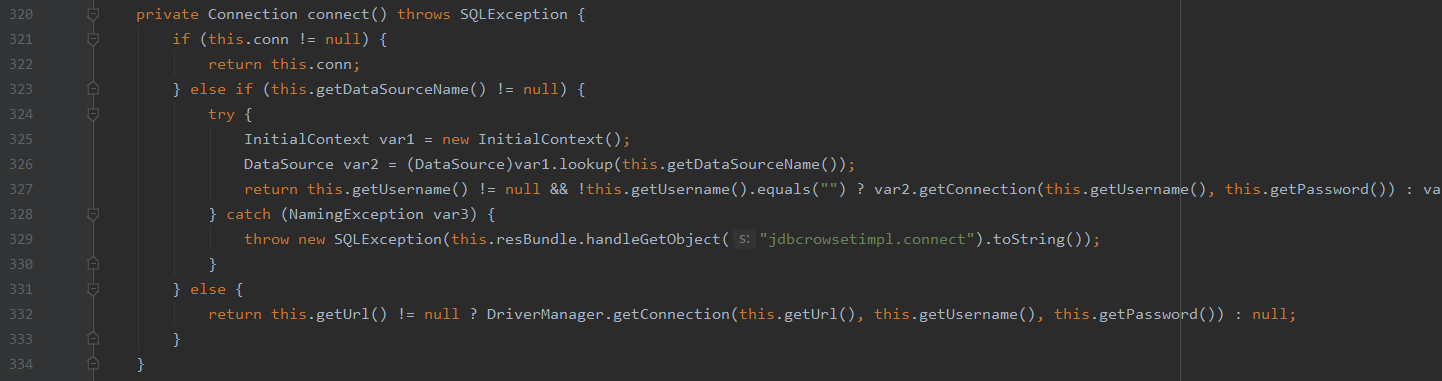 320 private Connection connect() throws SQLException {
321 if (this.conn != null) {
322 return this.conn;
323 } else if (this.getDataSourceName() != null) {
324 try {
325 InitialContext var1 = new InitialContext();
326 DataSource var2 = (DataSource)var1.lookup(this.getDataSourceName());
327 return this.getUsername() != null && !this.getUsername().equals("") ? var2.getConnection(this.getUsername(), this.getPassword()) : va
328 } catch (NamingException var3) {
329 throw new SQLException(this.resBundle.handleGetObject( s: "jdbcrowsetimpl.connect").toString());
330 }
331 } else {
332 return this.getUrl() != null ? DriverManager.getConnection(this.getUrl(), this.getUsername(), this.getPassword()) : null;
333 }
334 }